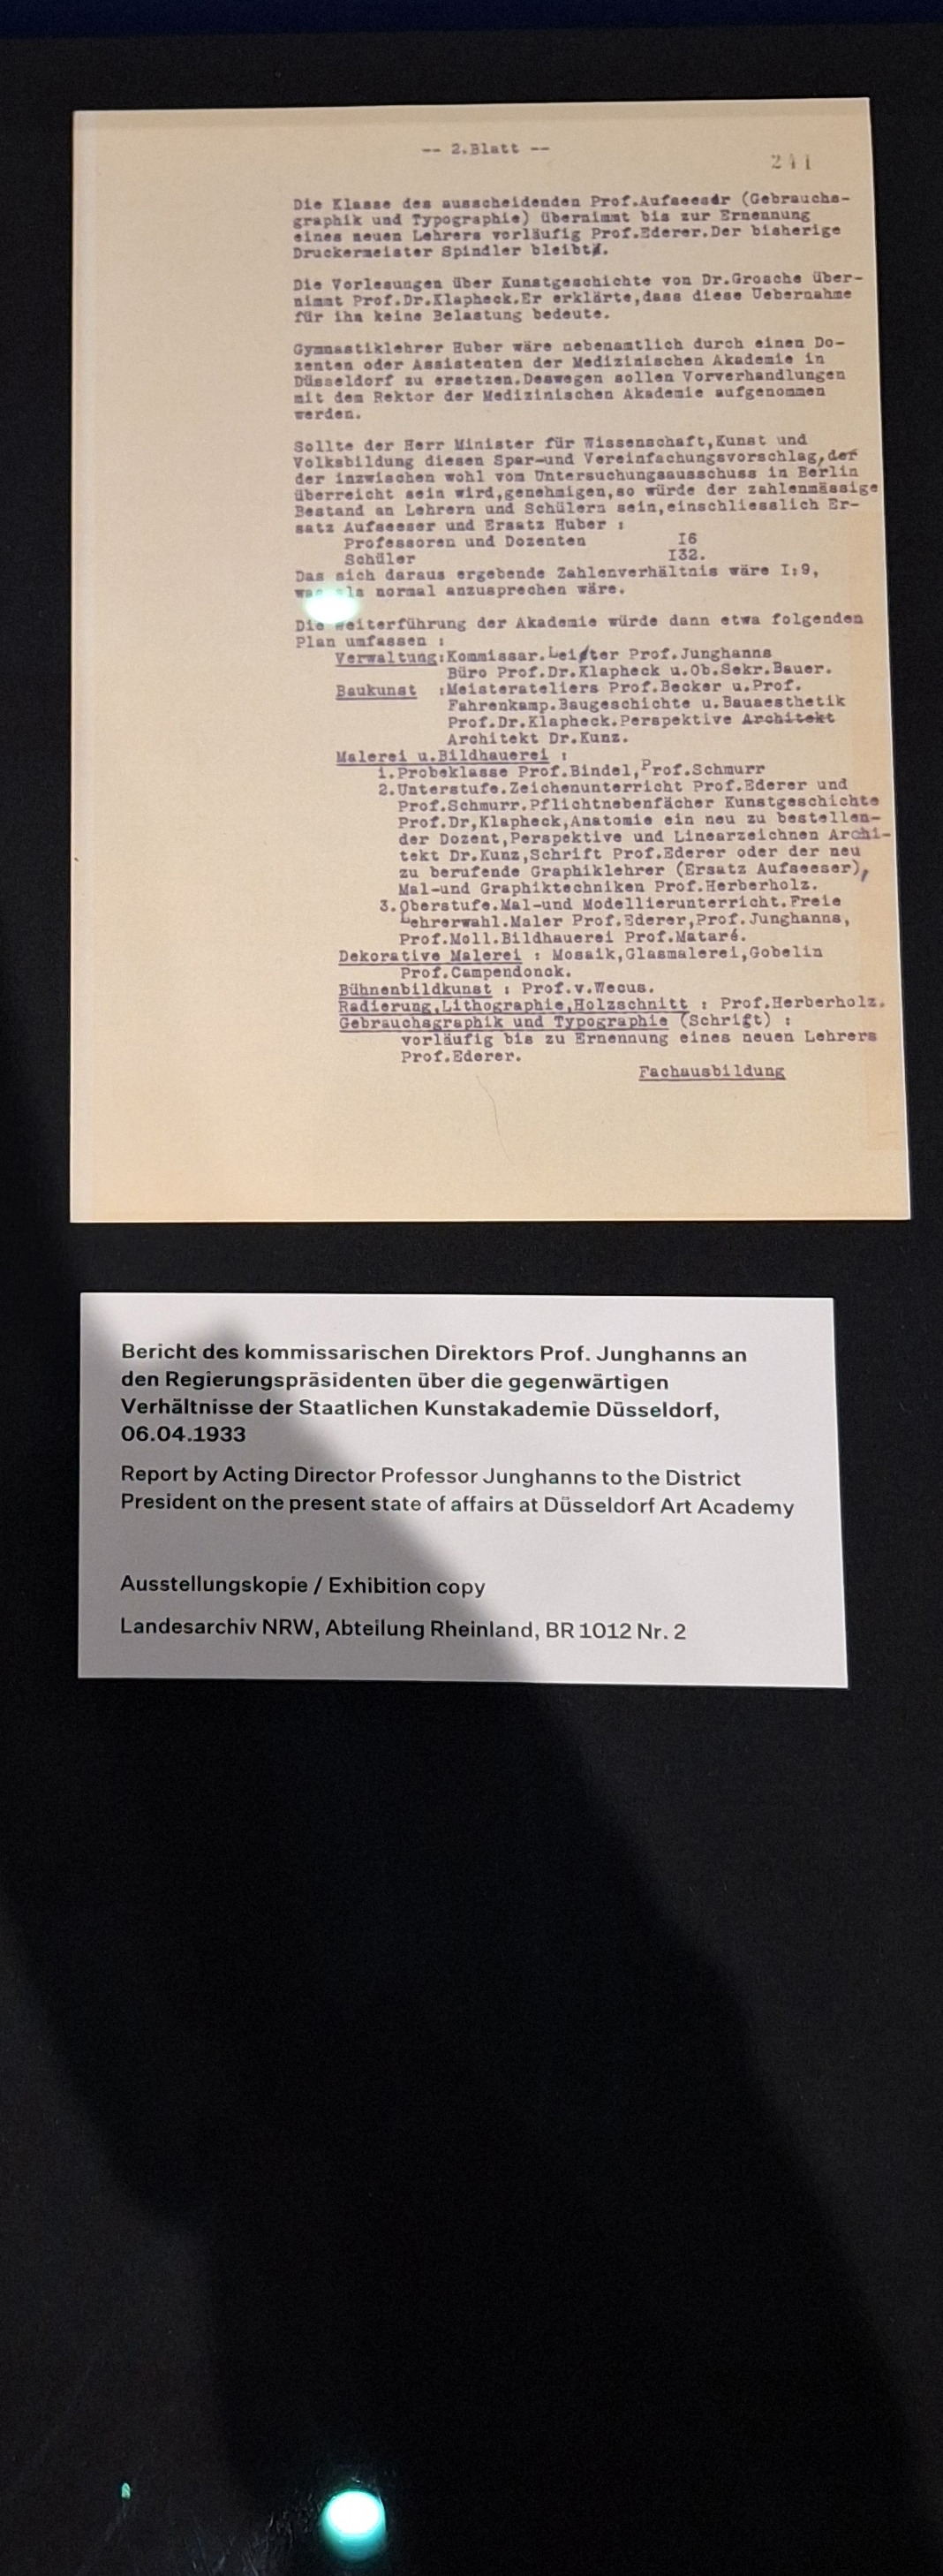 -- 2.Blatt --
241
Die Klasse des ausscheidenden Prof.Aufseesdr (Gebrauchs-
graphik und Typographie) übernimmt bis zur Ernennung
eines neuen Lehrers vorläufig Prof.Ederer.Der bisherige
Druckermeister Spindler bleibt.
Die Vorlesungen über Kunstgeschichte von Dr.Grosche über-
nimmt Prof.Dr.Klapheck.Er erklärte,dass diese Uebernahme
für ihn keine Belastung bedeute.
Gymnastiklehrer Huber wäre nebenamtlich durch einen Do-
zenten oder Assistenten der Medizinischen Akademie in
Düsseldorf zu ersetzen.Deswegen sollen Vorverhandlungen
mit dem Rektor der Medizinischen Akademie aufgenommen
werden.
Sollte der Herr Minister für Wissenschaft,Kunst und
Volksbildung diesen Spar-und Vereinfachungsvorschlag,der
der inzwischen wohl vom Untersuchungsausschuss in Berlin
überreicht sein wird,genehmigen,so würde der zahlenmässige
Bestand an Lehrern und Schülern sein,einschliesslich Er-
satz Aufseeser und Ersatz Huber :
Professoren und Dozenten I6
Schüler I32.
Das sich daraus ergebende Zahlenverhältnis wäre I:9,
was als normal anzusprechen wäre.
Die Weiterführung der Akademie würde dann etwa folgenden
Plan umfassen :
Verwaltung:Kommissar.Leiter Prof.Junghanns
Büro Prof.Dr.Klapheck u.Ob.Sekr.Bauer.
Baukunst :Meisterateliers Prof.Becker u.Prof.
Fahrenkamp.Baugeschichte u.Bauaesthetik
Prof.Dr.Klapheck.Perspektive Architekt
Architekt Dr.Kunz.
Malerei u.Bildhauerei :
1.Probeklasse Prof.Bindel,Prof.Schmurr
2.Unterstufe.Zeichenunterricht Prof.Ederer und
Prof.Schmurr.Pflichtnebenfächer Kunstgeschichte
Prof.Dr,Klapheck,Anatomie ein neu zu bestellen-
der Dozent,Perspektive und Linearzeichnen Archi-
tekt Dr.Kunz,Schrift Prof.Ederer oder der neu
zu berufende Graphiklehrer (Ersatz Aufseeser),
Mal-und Graphiktechniken Prof.Herberholz.
3.Oberstufe.Mal-und Modellierunterricht.Freie
Lehrerwahl.Maler Prof.Ederer,Prof.Junghanns,
Prof.Moll.Bildhauerei Prof.Mataré.
Dekorative Malerei : Mosaik,Glasmalerei,Gobelin
Prof.Campendonck.
Bühnenbildkunst : Prof.v.Wecus.
Radierung,Lithographie,Holzschnitt : Prof.Herberholz.
Gebrauchsgraphik und Typographie (Schrift) :
vorläufig bis zu Ernennung eines neuen Lehrers
Prof.Ederer.
Fachausbildung
Bericht des kommissarischen Direktors Prof. Junghanns an
den Regierungspräsidenten über die gegenwärtigen
Verhältnisse der Staatlichen Kunstakademie Düsseldorf,
06.04.1933
Report by Acting Director Professor Junghanns to the District
President on the present state of affairs at Düsseldorf Art Academy
Ausstellungskopie / Exhibition copy
Landesarchiv NRW, Abteilung Rheinland, BR 1012 Nr. 2